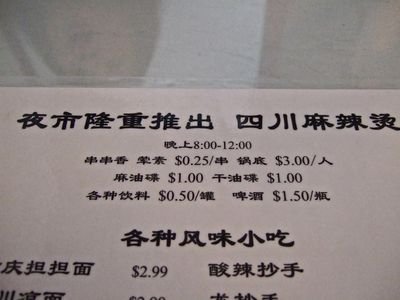 夜市隆重推出 四川麻辣烫
晚上8:00-12:00
串串香 荤素 $0.25/串 锅底 $3.00/人
麻油碟 $1.00 干油碟 $1.00
各种饮料 $0.50/罐 啤酒 $1.50/瓶
各种风味小吃
庆担担面 $2.99 酸辣抄手